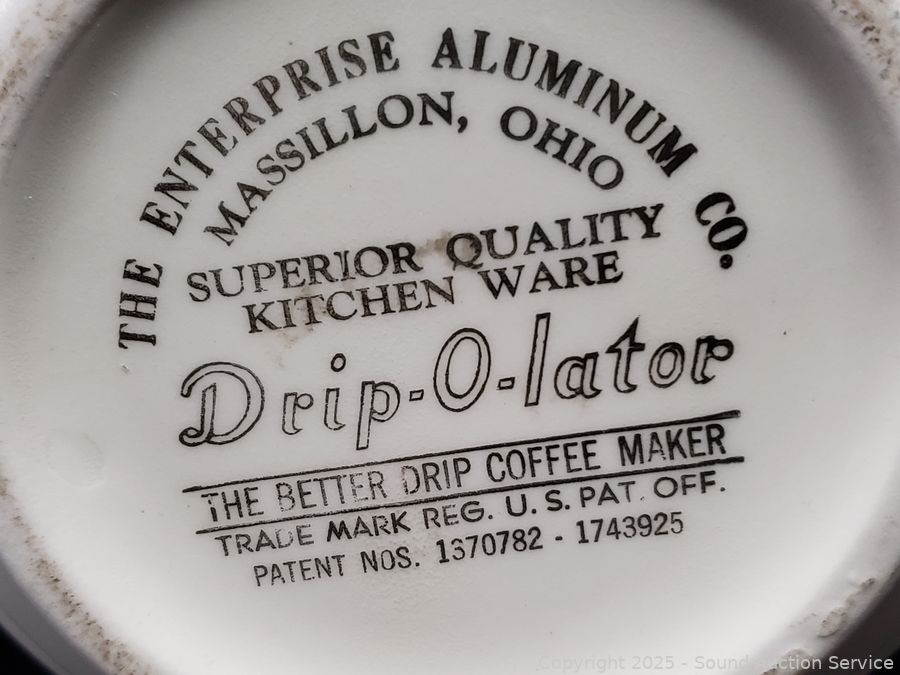 THE ENTERPRISE ALUMINUM CO.
MASSILLON, OHIO
SUPERIOR QUALITY
KITCHEN WARE
Drip-O-lator
THE BETTER DRIP COFFEE MAKER
TRADE MARK REG. U. S. PAT. OFF.
PATENT NOS. 1370782 - 1743925
Copyright 2025 - Sound Auction Service